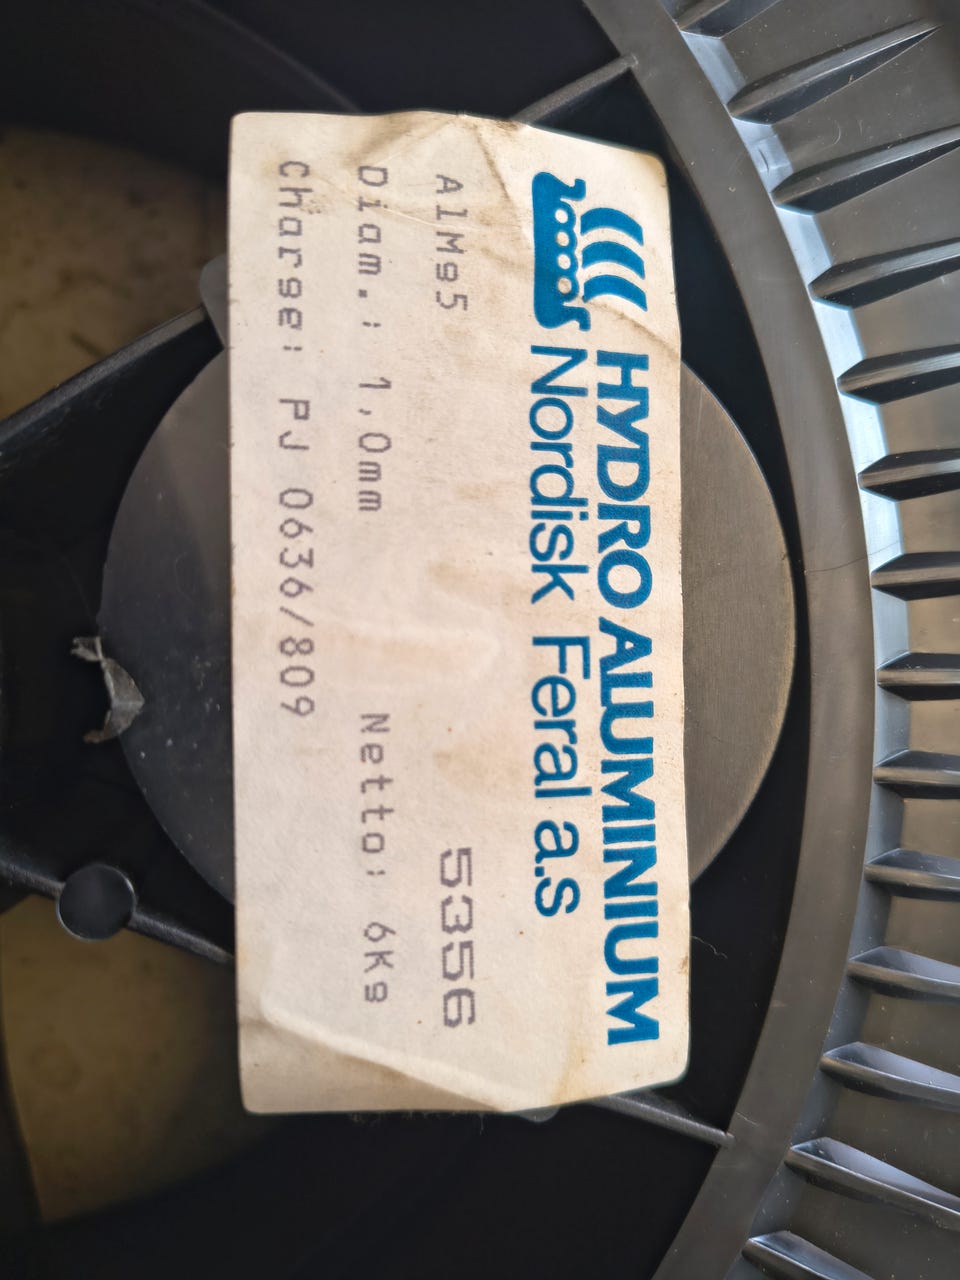 HYDRO ALUMINIUM
Nordisk Feral a.s
AlMg5 5356
Diam.: 1,0mm Netto: 6Kg
Charge: PJ 0636/809